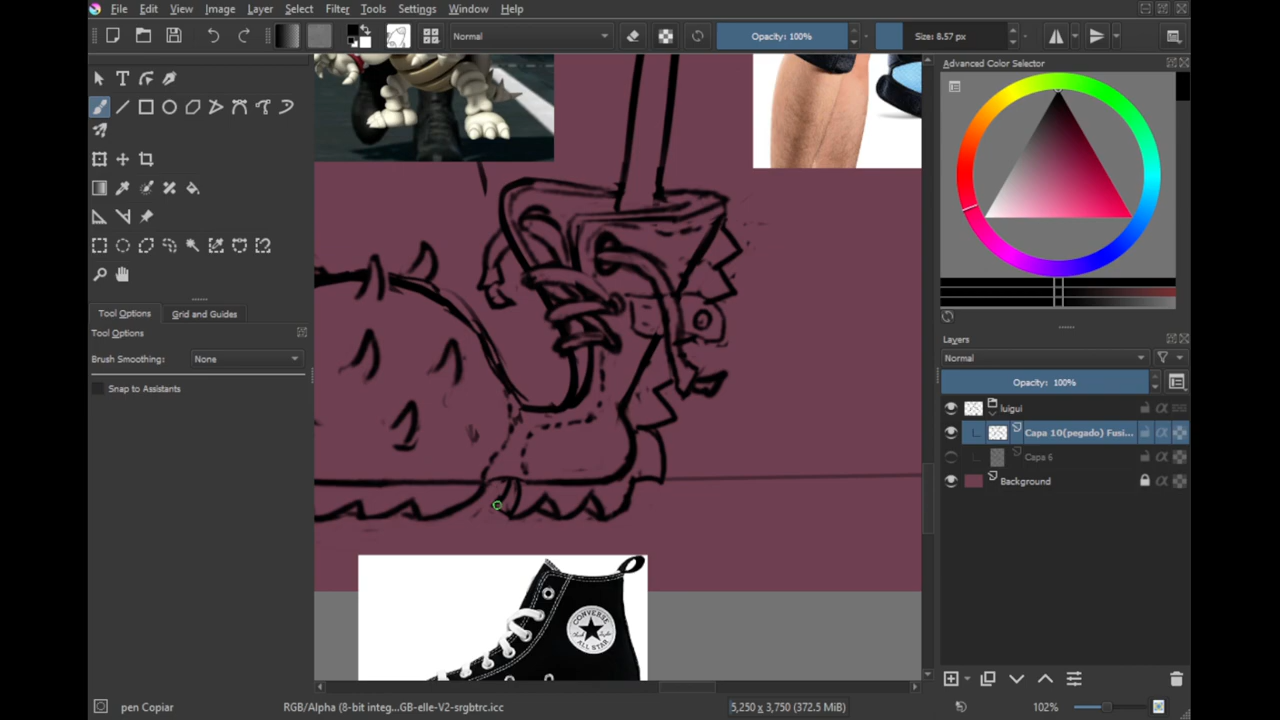 File Edit View Image Layer Select Filter Tools Settings Window Help
Normal Opacity: 100% Size: 8.57 px
Advanced Color Selector
Tool Options Grid and Guides
Tool Options
Brush Smoothing: None
Snap to Assistants
Layers
Normal
Opacity: 100%
luigui
Capa 10(pegado) Fusi...
Capa 6
Background
CONVERSE
ALL STAR
pen Copiar RGB/Alpha (8-bit integ...GB-elle-V2-srgbtrc.icc 5,250 x 3,750 (372.5 MiB) 102%